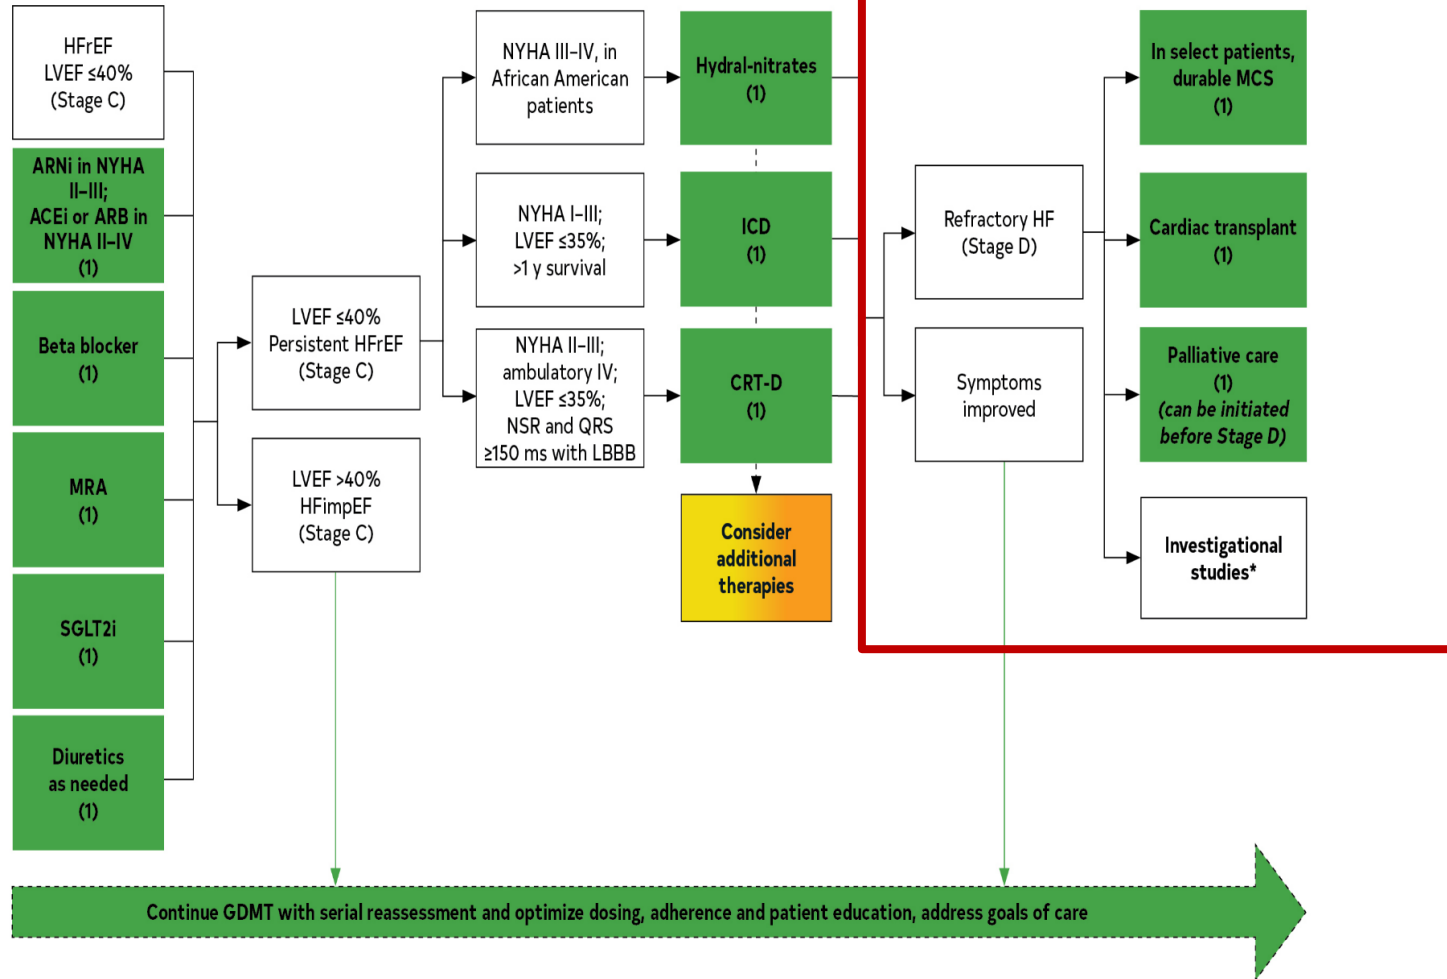 HFrEF
LVEF ≤40%
(Stage C)
ARNi in NYHA
II–III;
ACEi or ARB in
NYHA II–IV
(1)
Beta blocker
(1)
MRA
(1)
SGLT2i
(1)
Diuretics
as needed
(1)
LVEF ≤40%
Persistent HFrEF
(Stage C)
LVEF >40%
HFimpEF
(Stage C)
NYHA III–IV, in
African American
patients
NYHA I–III;
LVEF ≤35%;
>1 y survival
NYHA II–III;
ambulatory IV;
LVEF ≤35%;
NSR and QRS
≥150 ms with LBBB
Hydral-nitrates
(1)
ICD
(1)
CRT-D
(1)
Consider
additional
therapies
Refractory HF
(Stage D)
Symptoms
improved
In select patients,
durable MCS
(1)
Cardiac transplant
(1)
Palliative care
(1)
(can be initiated
before Stage D)
Investigational
studies*
Continue GDMT with serial reassessment and optimize dosing, adherence and patient education, address goals of care